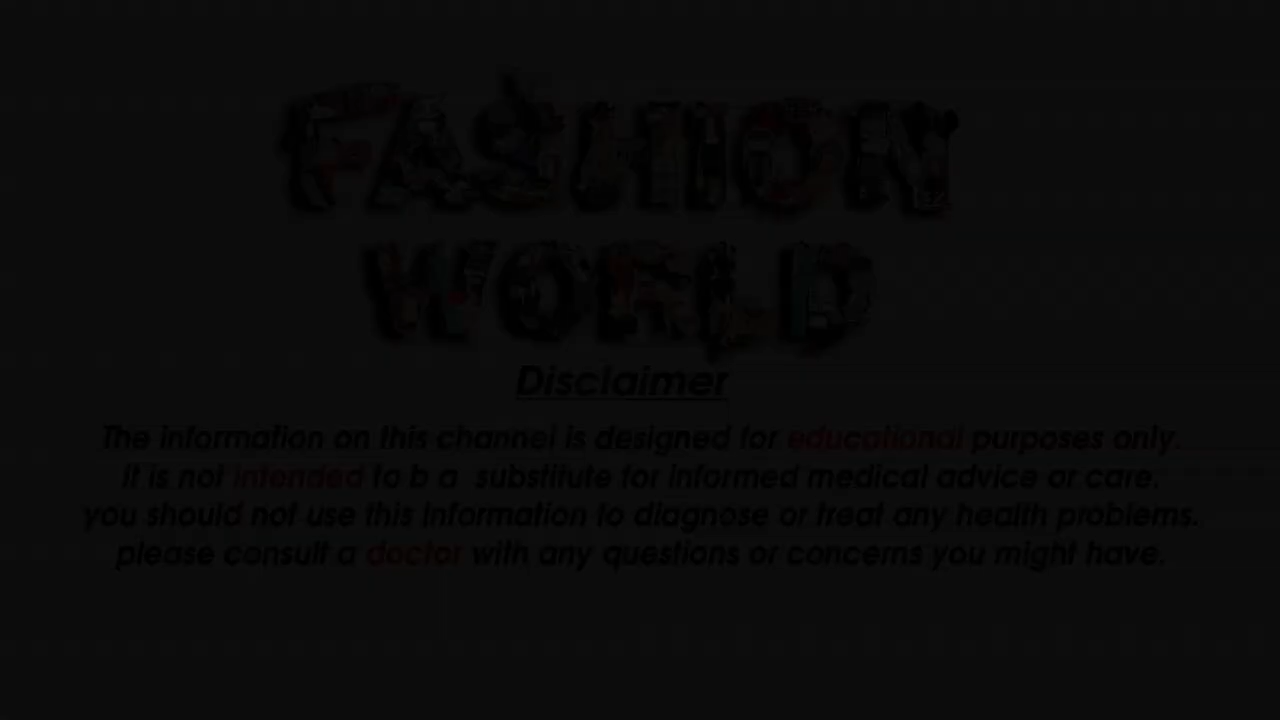 FASHION
WORLD
Disclaimer
The information on this channel is designed for educational purposes only.
It is not intended to b a substitute for informed medical advice or care.
you should not use this information to diagnose or treat any health problems.
please consult a doctor with any questions or concerns you might have.